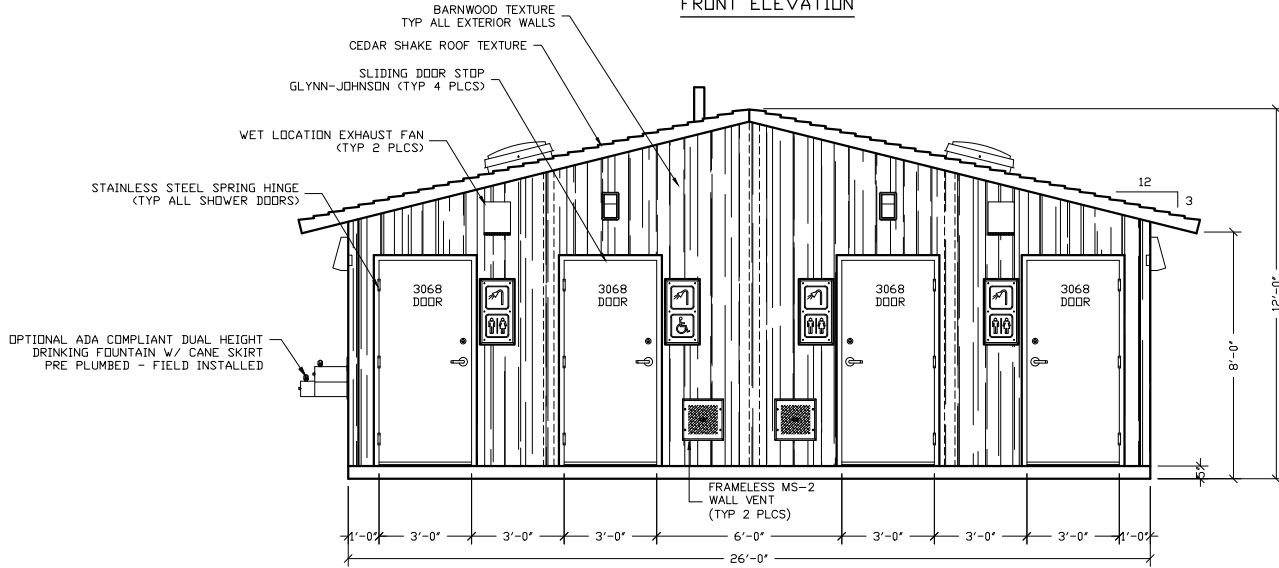 FRONT ELEVATION
BARNWOOD TEXTURE
TYP ALL EXTERIOR WALLS
CEDAR SHAKE ROOF TEXTURE
SLIDING DOOR STOP
GLYNN-JOHNSON (TYP 4 PLCS)
WET LOCATION EXHAUST FAN
(TYP 2 PLCS)
STAINLESS STEEL SPRING HINGE
(TYP ALL SHOWER DOORS)
12
3
3068
DOOR
3068
DOOR
3068
DOOR
3068
DOOR
OPTIONAL ADA COMPLIANT DUAL HEIGHT
DRINKING FOUNTAIN W/ CANE SKIRT
PRE PLUMBED - FIELD INSTALLED
8'-0"
12'-0"
5"
FRAMELESS MS-2
WALL VENT
(TYP 2 PLCS)
1'-0" 3'-0" 3'-0" 3'-0" 6'-0" 3'-0" 3'-0" 3'-0" 1'-0"
26'-0"